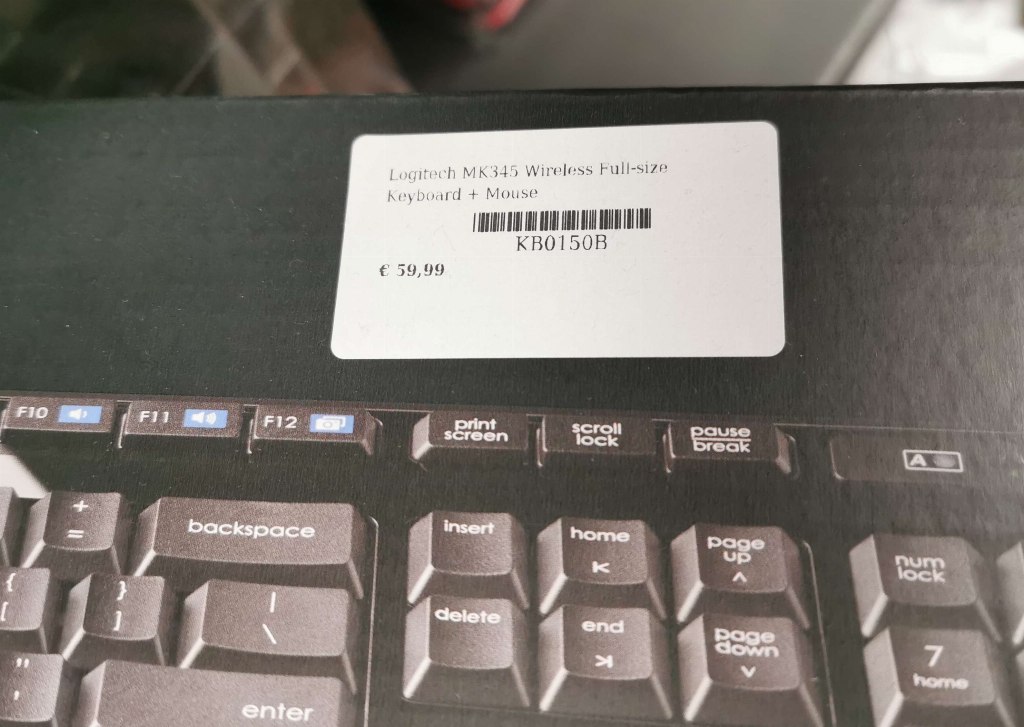 Logitech MK345 Wireless Full-size
Keyboard + Mouse
KB0150B
€ 59,99
F10
F11
F12
print
screen
scroll
lock
pause
break
A
+
=
backspace
insert
home
page
up
num
lock
{
[
}
]
|
\
delete
end
page
down
7
home
"
'
enter